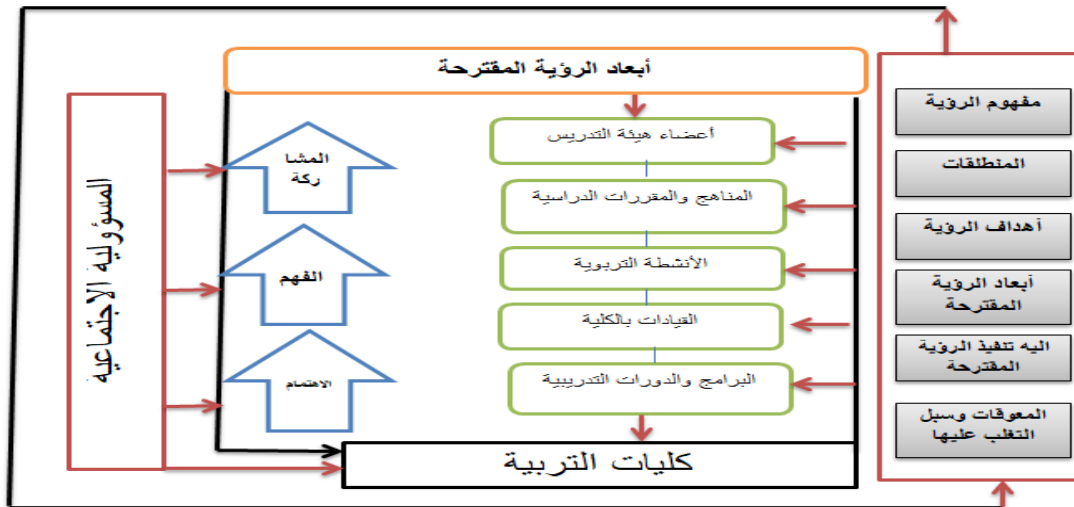 أبعاد الرؤية المقترحة
مفهوم الرؤية
المنطلقات
أهداف الرؤية
أبعاد الرؤية
المقترحة
اليه تنفيذ الرؤية
المقترحة
المعوقات وسبل
التغلب عليها
أعضاء هيئة التدريس
المناهج والمقررات الدراسية
الأنشطة التربوية
القيادات بالكلية
البرامج والدورات التدريبية
كليات التربية
المشا
ركة
الفهم
الاهتمام
المسؤولية الاجتماعية